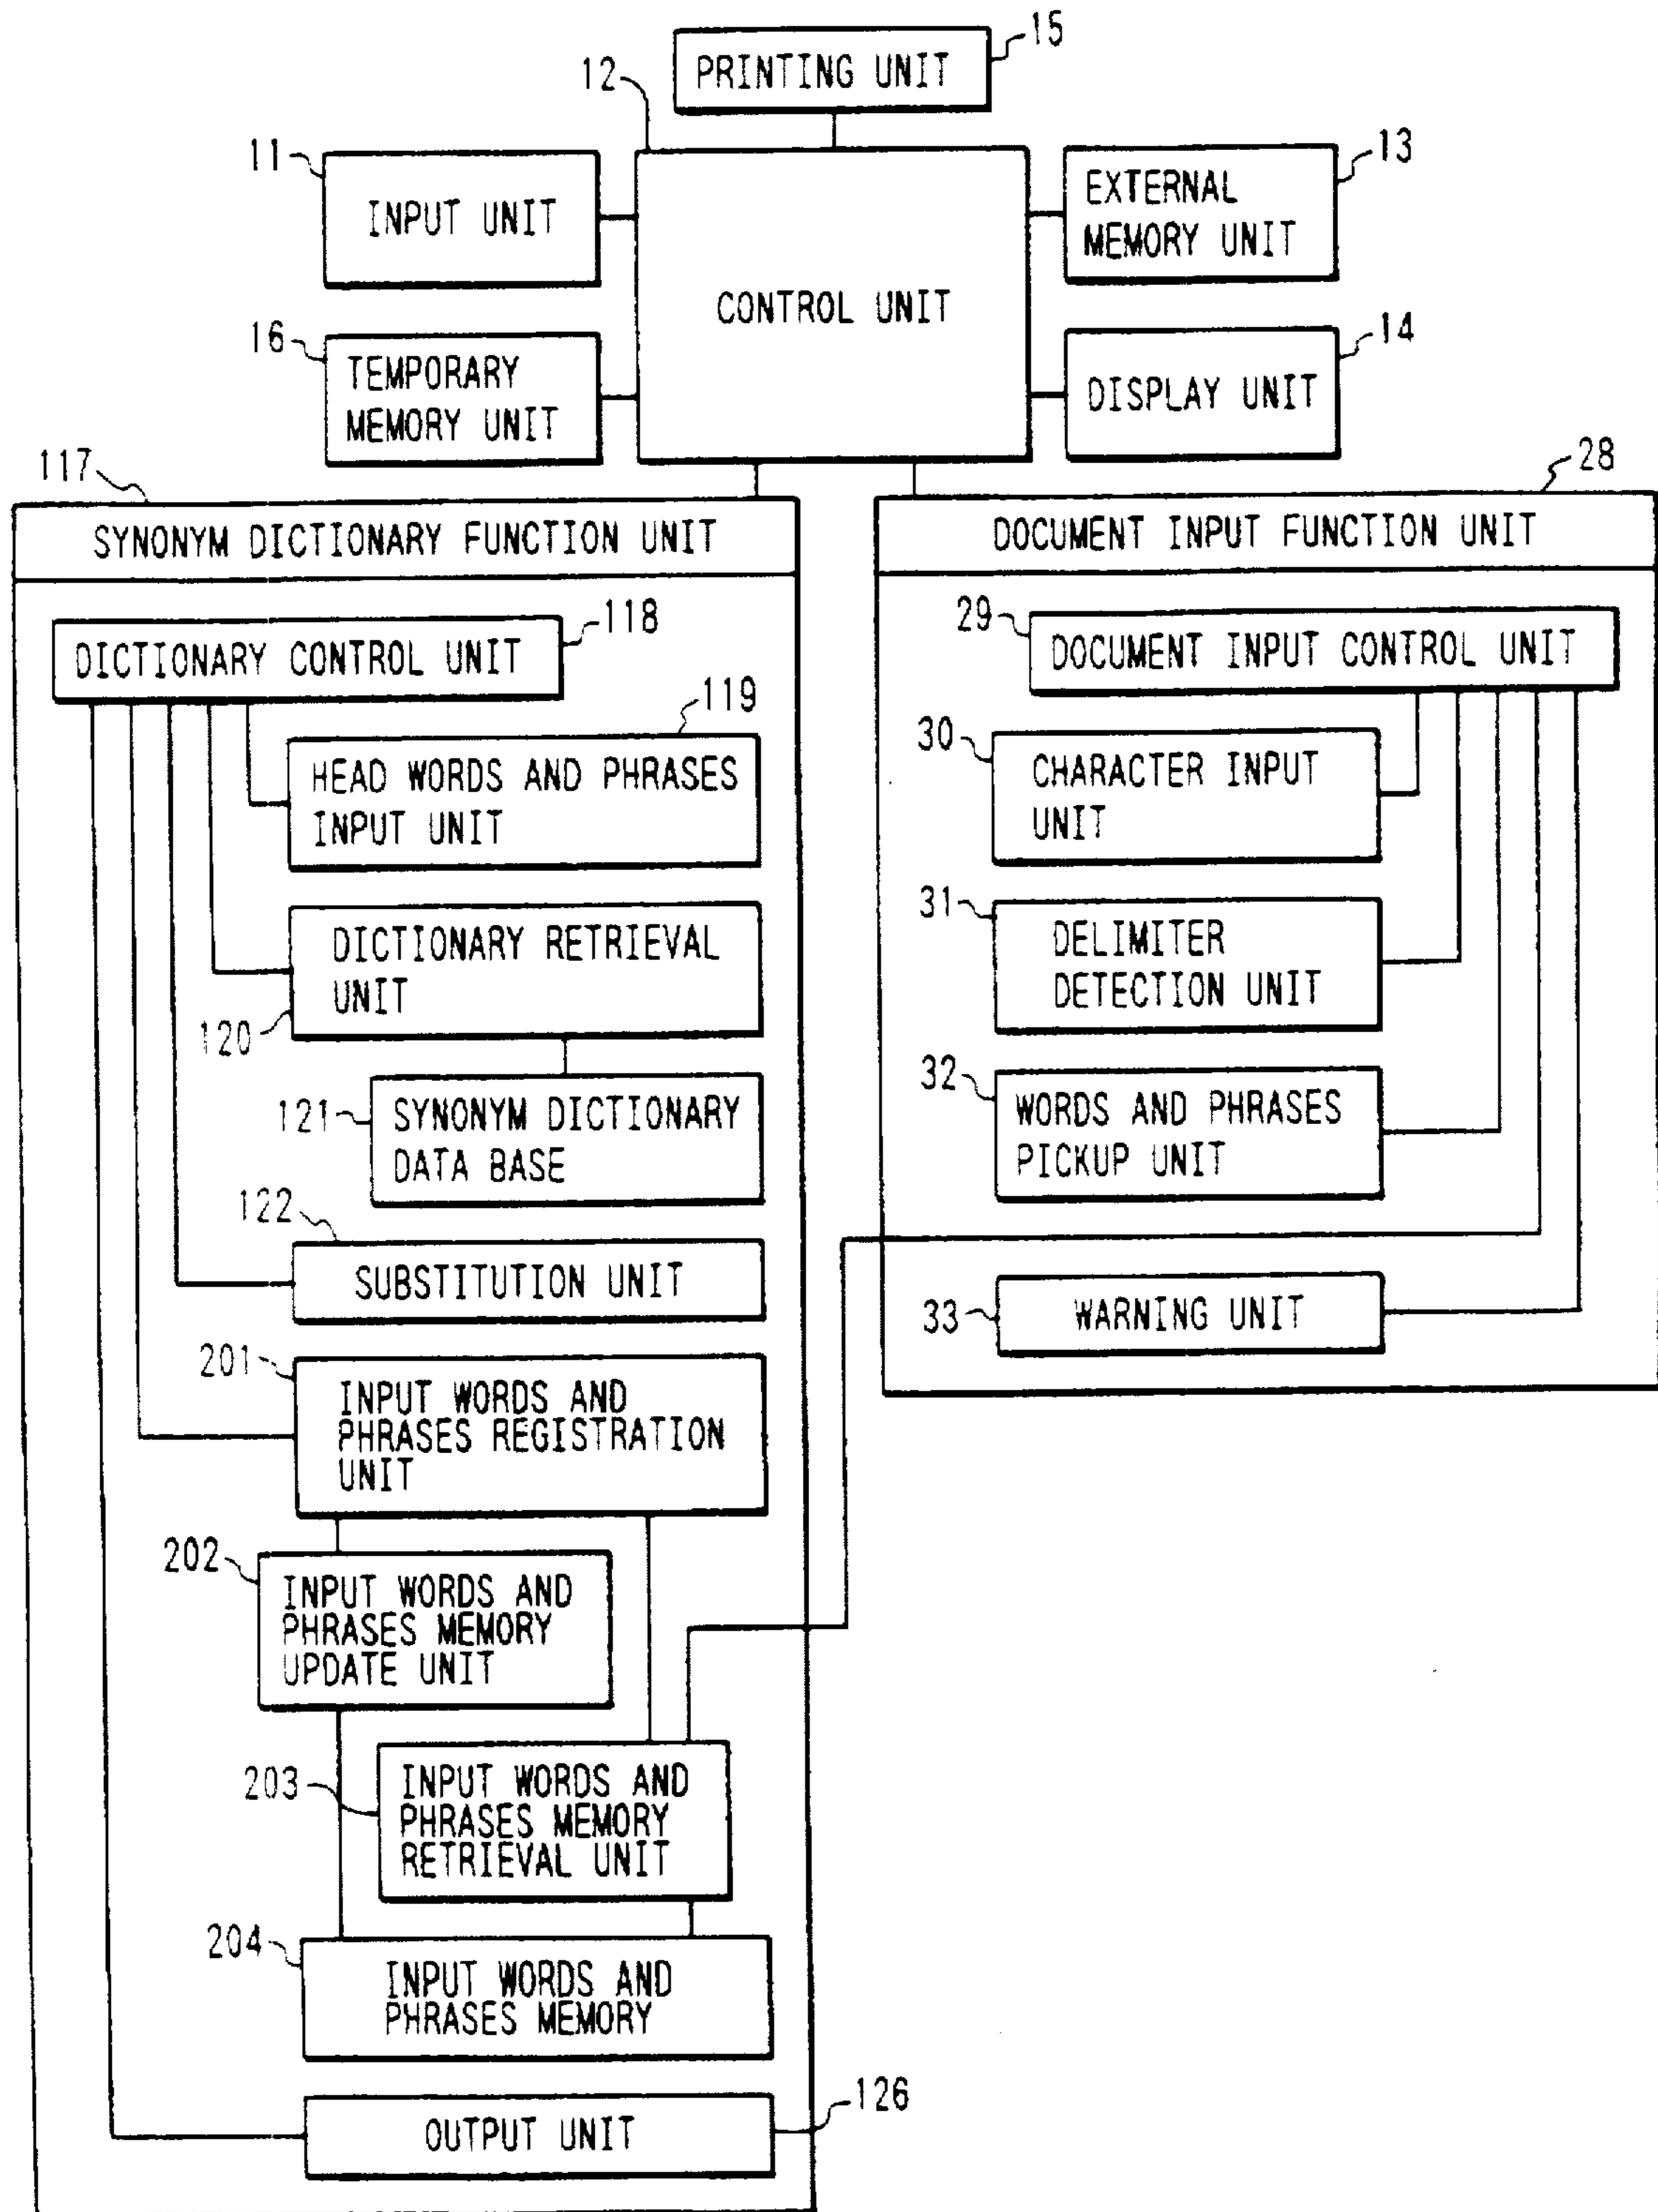 15
PRINTING UNIT
12
11
INPUT UNIT
CONTROL UNIT
13
EXTERNAL
MEMORY UNIT
16
TEMPORARY
MEMORY UNIT
14
DISPLAY UNIT
117
SYNONYM DICTIONARY FUNCTION UNIT
118
DICTIONARY CONTROL UNIT
119
HEAD WORDS AND PHRASES
INPUT UNIT
DICTIONARY RETRIEVAL
UNIT
120
121
SYNONYM DICTIONARY
DATA BASE
122
SUBSTITUTION UNIT
201
INPUT WORDS AND
PHRASES REGISTRATION
UNIT
202
INPUT WORDS AND
PHRASES MEMORY
UPDATE UNIT
203
INPUT WORDS AND
PHRASES MEMORY
RETRIEVAL UNIT
204
INPUT WORDS AND
PHRASES MEMORY
126
OUTPUT UNIT
28
DOCUMENT INPUT FUNCTION UNIT
29
DOCUMENT INPUT CONTROL UNIT
30
CHARACTER INPUT
UNIT
31
DELIMITER
DETECTION UNIT
32
WORDS AND PHRASES
PICKUP UNIT
33
WARNING UNIT